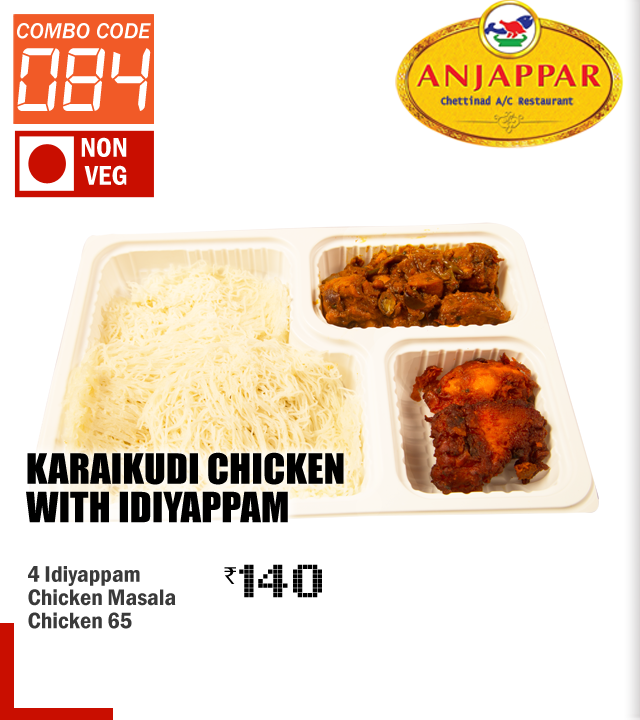 COMBO CODE
084
NON
VEG
ANJAPPAR
Chettinad A/C Restaurant
KARAIKUDI CHICKEN
WITH IDIYAPPAM
4 Idiyappam
Chicken Masala
Chicken 65
₹140